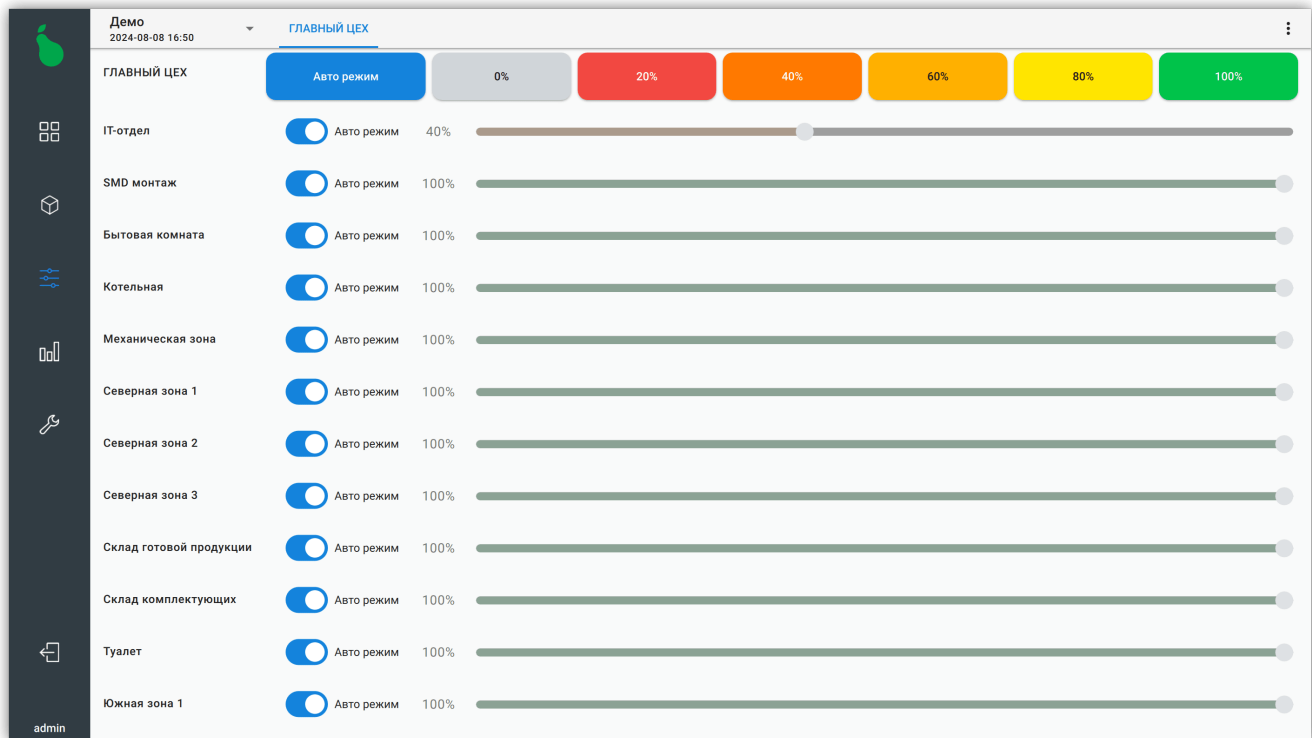 Демо
2024-08-08 16:50
ГЛАВНЫЙ ЦЕХ
ГЛАВНЫЙ ЦЕХ Авто режим 0% 20% 40% 60% 80% 100%
IT-отдел Авто режим 40%
SMD монтаж Авто режим 100%
Бытовая комната Авто режим 100%
Котельная Авто режим 100%
Механическая зона Авто режим 100%
Северная зона 1 Авто режим 100%
Северная зона 2 Авто режим 100%
Северная зона 3 Авто режим 100%
Склад готовой продукции Авто режим 100%
Склад комплектующих Авто режим 100%
Туалет Авто режим 100%
Южная зона 1 Авто режим 100%
admin